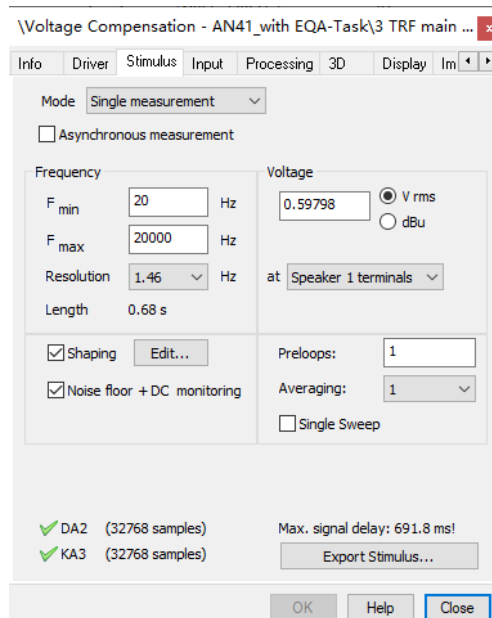 \Voltage Compensation - AN41_with EQA-Task\3 TRF main ...
Info Driver Stimulus Input Processing 3D Display Im
Mode Single measurement
Asynchronous measurement
Frequency
F min 20 Hz
F max 20000 Hz
Resolution 1.46 Hz
Length 0.68 s
Voltage
0.59798 V rms
dBu
at Speaker 1 terminals
Shaping Edit...
Noise floor + DC monitoring
Preloops: 1
Averaging: 1
Single Sweep
DA2 (32768 samples)
KA3 (32768 samples)
Max. signal delay: 691.8 ms!
Export Stimulus...
OK Help Close